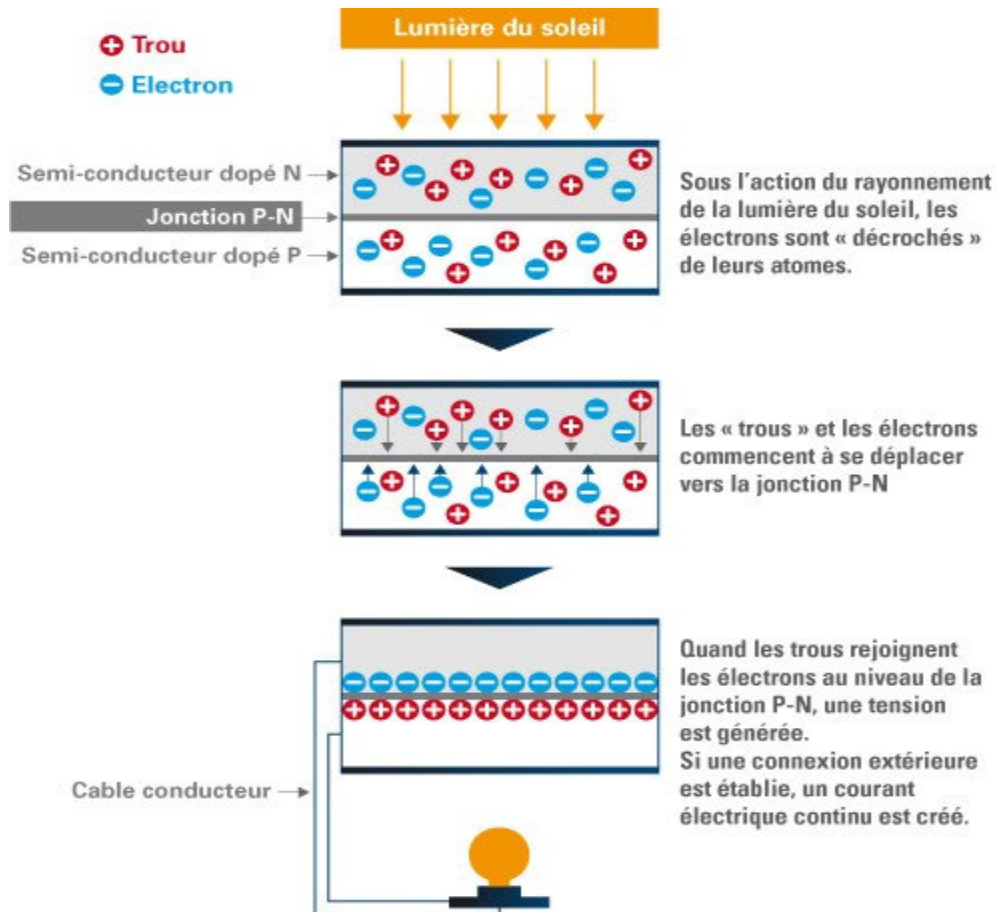 Lumière du soleil
Trou
Electron
Semi-conducteur dopé N
Jonction P-N
Semi-conducteur dopé P
Sous l'action du rayonnement
de la lumière du soleil, les
électrons sont « décrochés »
de leurs atomes.
Les « trous » et les électrons
commencent à se déplacer
vers la jonction P-N
Quand les trous rejoignent
les électrons au niveau de la
jonction P-N, une tension
est générée.
Si une connexion extérieure
est établie, un courant
électrique continu est créé.
Cable conducteur